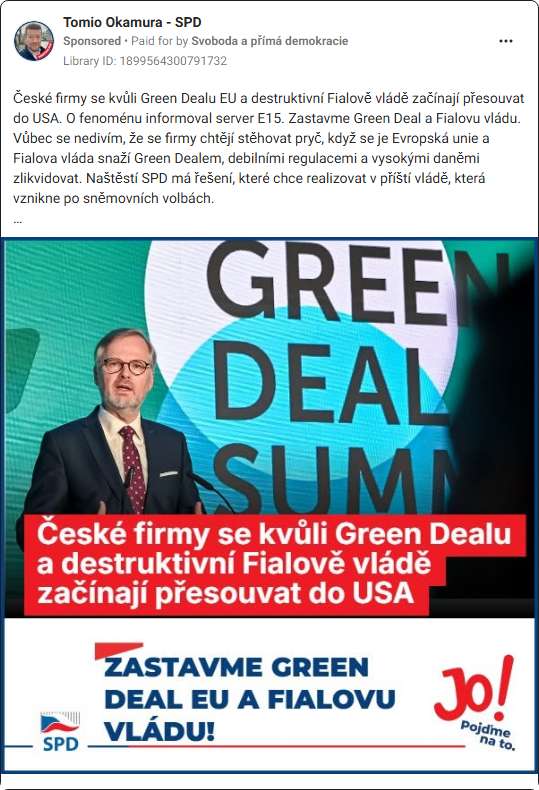 Tomio Okamura - SPD
Sponsored • Paid for by Svoboda a přímá demokracie
Library ID: 1899564300791732
České firmy se kvůli Green Dealu EU a destruktivní Fialově vládě začínají přesouvat
do USA. O fenoménu informoval server E15. Zastavme Green Deal a Fialovu vládu.
Vůbec se nedivím, že se firmy chtějí stěhovat pryč, když se je Evropská unie a
Fialova vláda snaží Green Dealem, debilními regulacemi a vysokými daněmi
zlikvidovat. Naštěstí SPD má řešení, které chce realizovat v příští vládě, která
vznikne po sněmovních volbách.
...
GREEN
DEAL
SUMM
České firmy se kvůli Green Dealu
a destruktivní Fialově vládě
začínají přesouvat do USA
ZASTAVME GREEN
DEAL EU A FIALOVU
VLÁDU!
SPD
Jo!
Pojďme
na to.